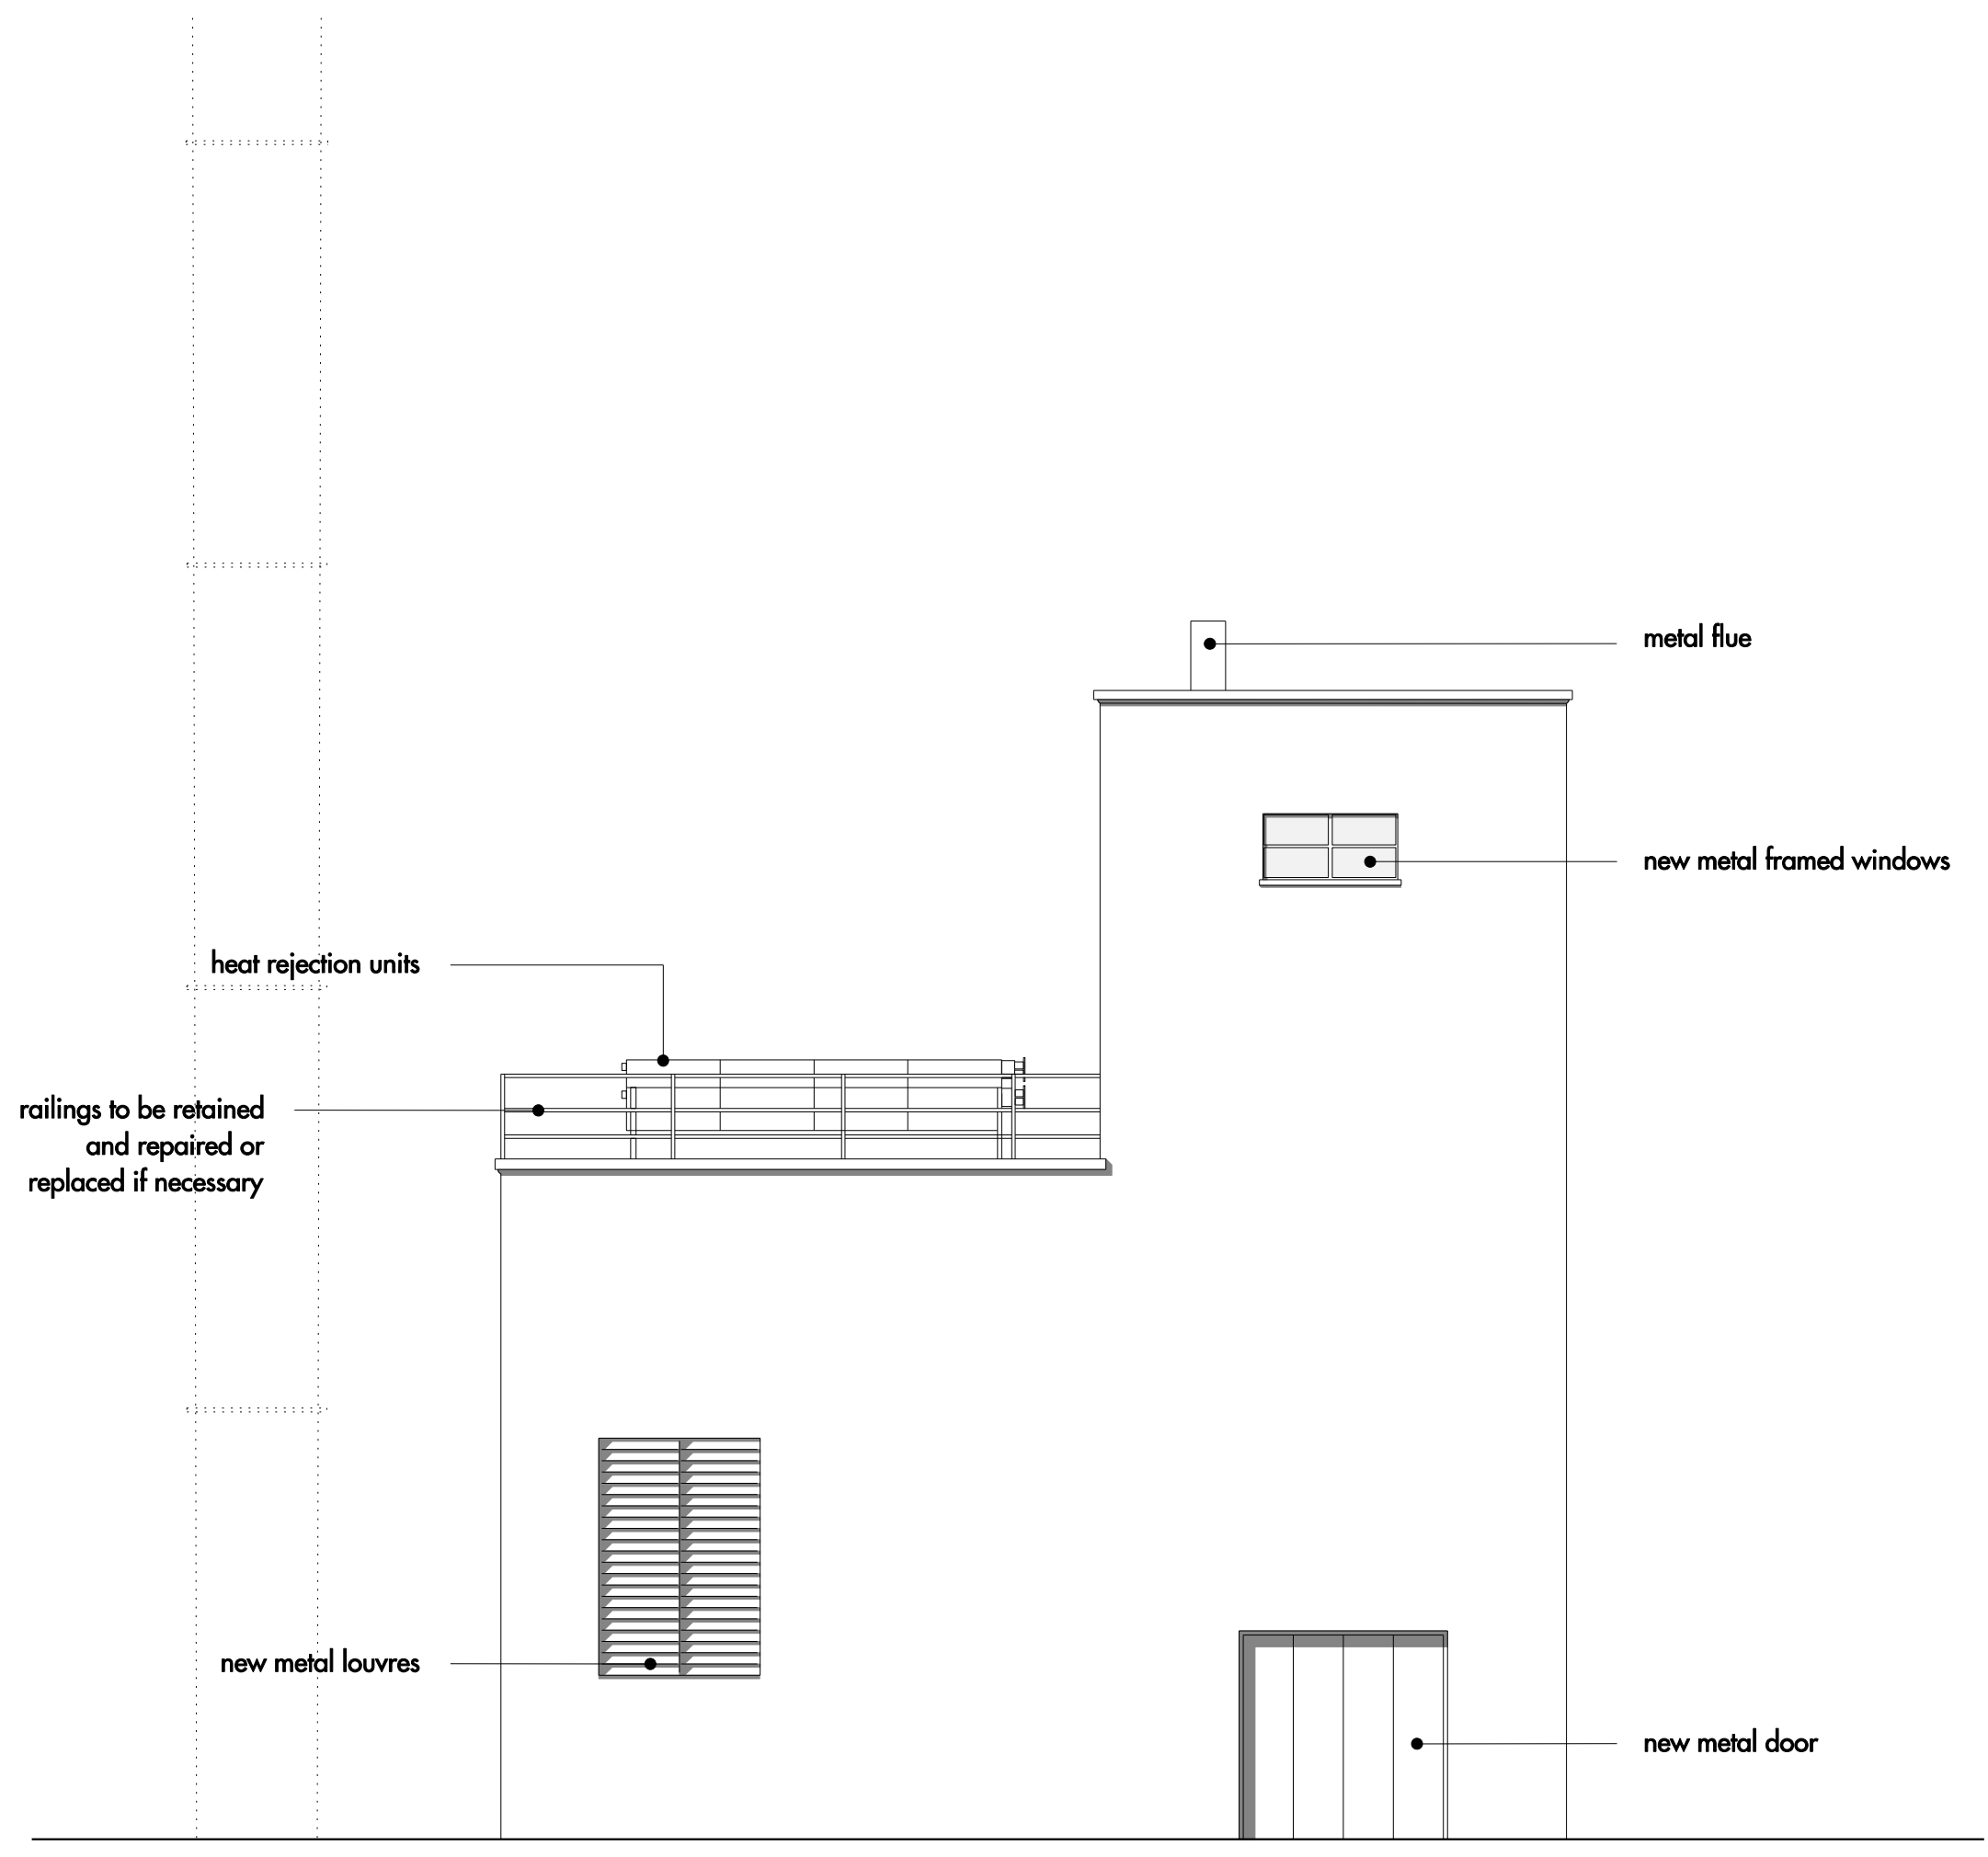 metal flue
new metal framed windows
heat rejection units
railings to be retained
and repaired or
replaced if necessary
new metal louvres
new metal door